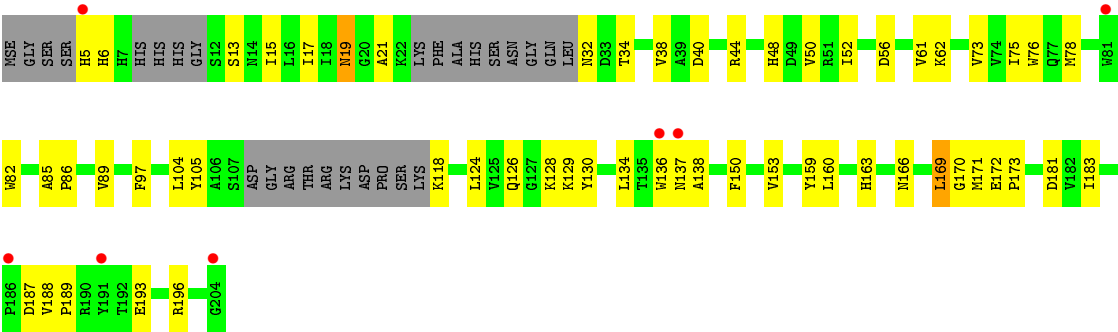 MSE GLY SER SER H5 H6 H7 HIS HIS HIS GLY S12 S13 N14 I15 L16 I17 I18 N19 G20 A21 K22 LYS PHE ALA HIS SER ASN GLY GLN LEU N32 D33 T34 V38 A39 D40 R44 H48 D49 V50 R51 I52 D56 V61 K62 V73 V74 I75 W76 Q77 M78 W81
W82 A85 P86 V89 F97 L104 Y105 A106 S107 ASP GLY ARG THR ARG LYS ASP PRO SER LYS K118 L124 V125 Q126 G127 K128 K129 Y130 L134 T135 W136 N137 A138 F150 V153 Y159 L160 H163 N166 L169 G170 M171 E172 P173 D181 V182 I183
P186 D187 V188 P189 R190 Y191 T192 E193 R196 G204